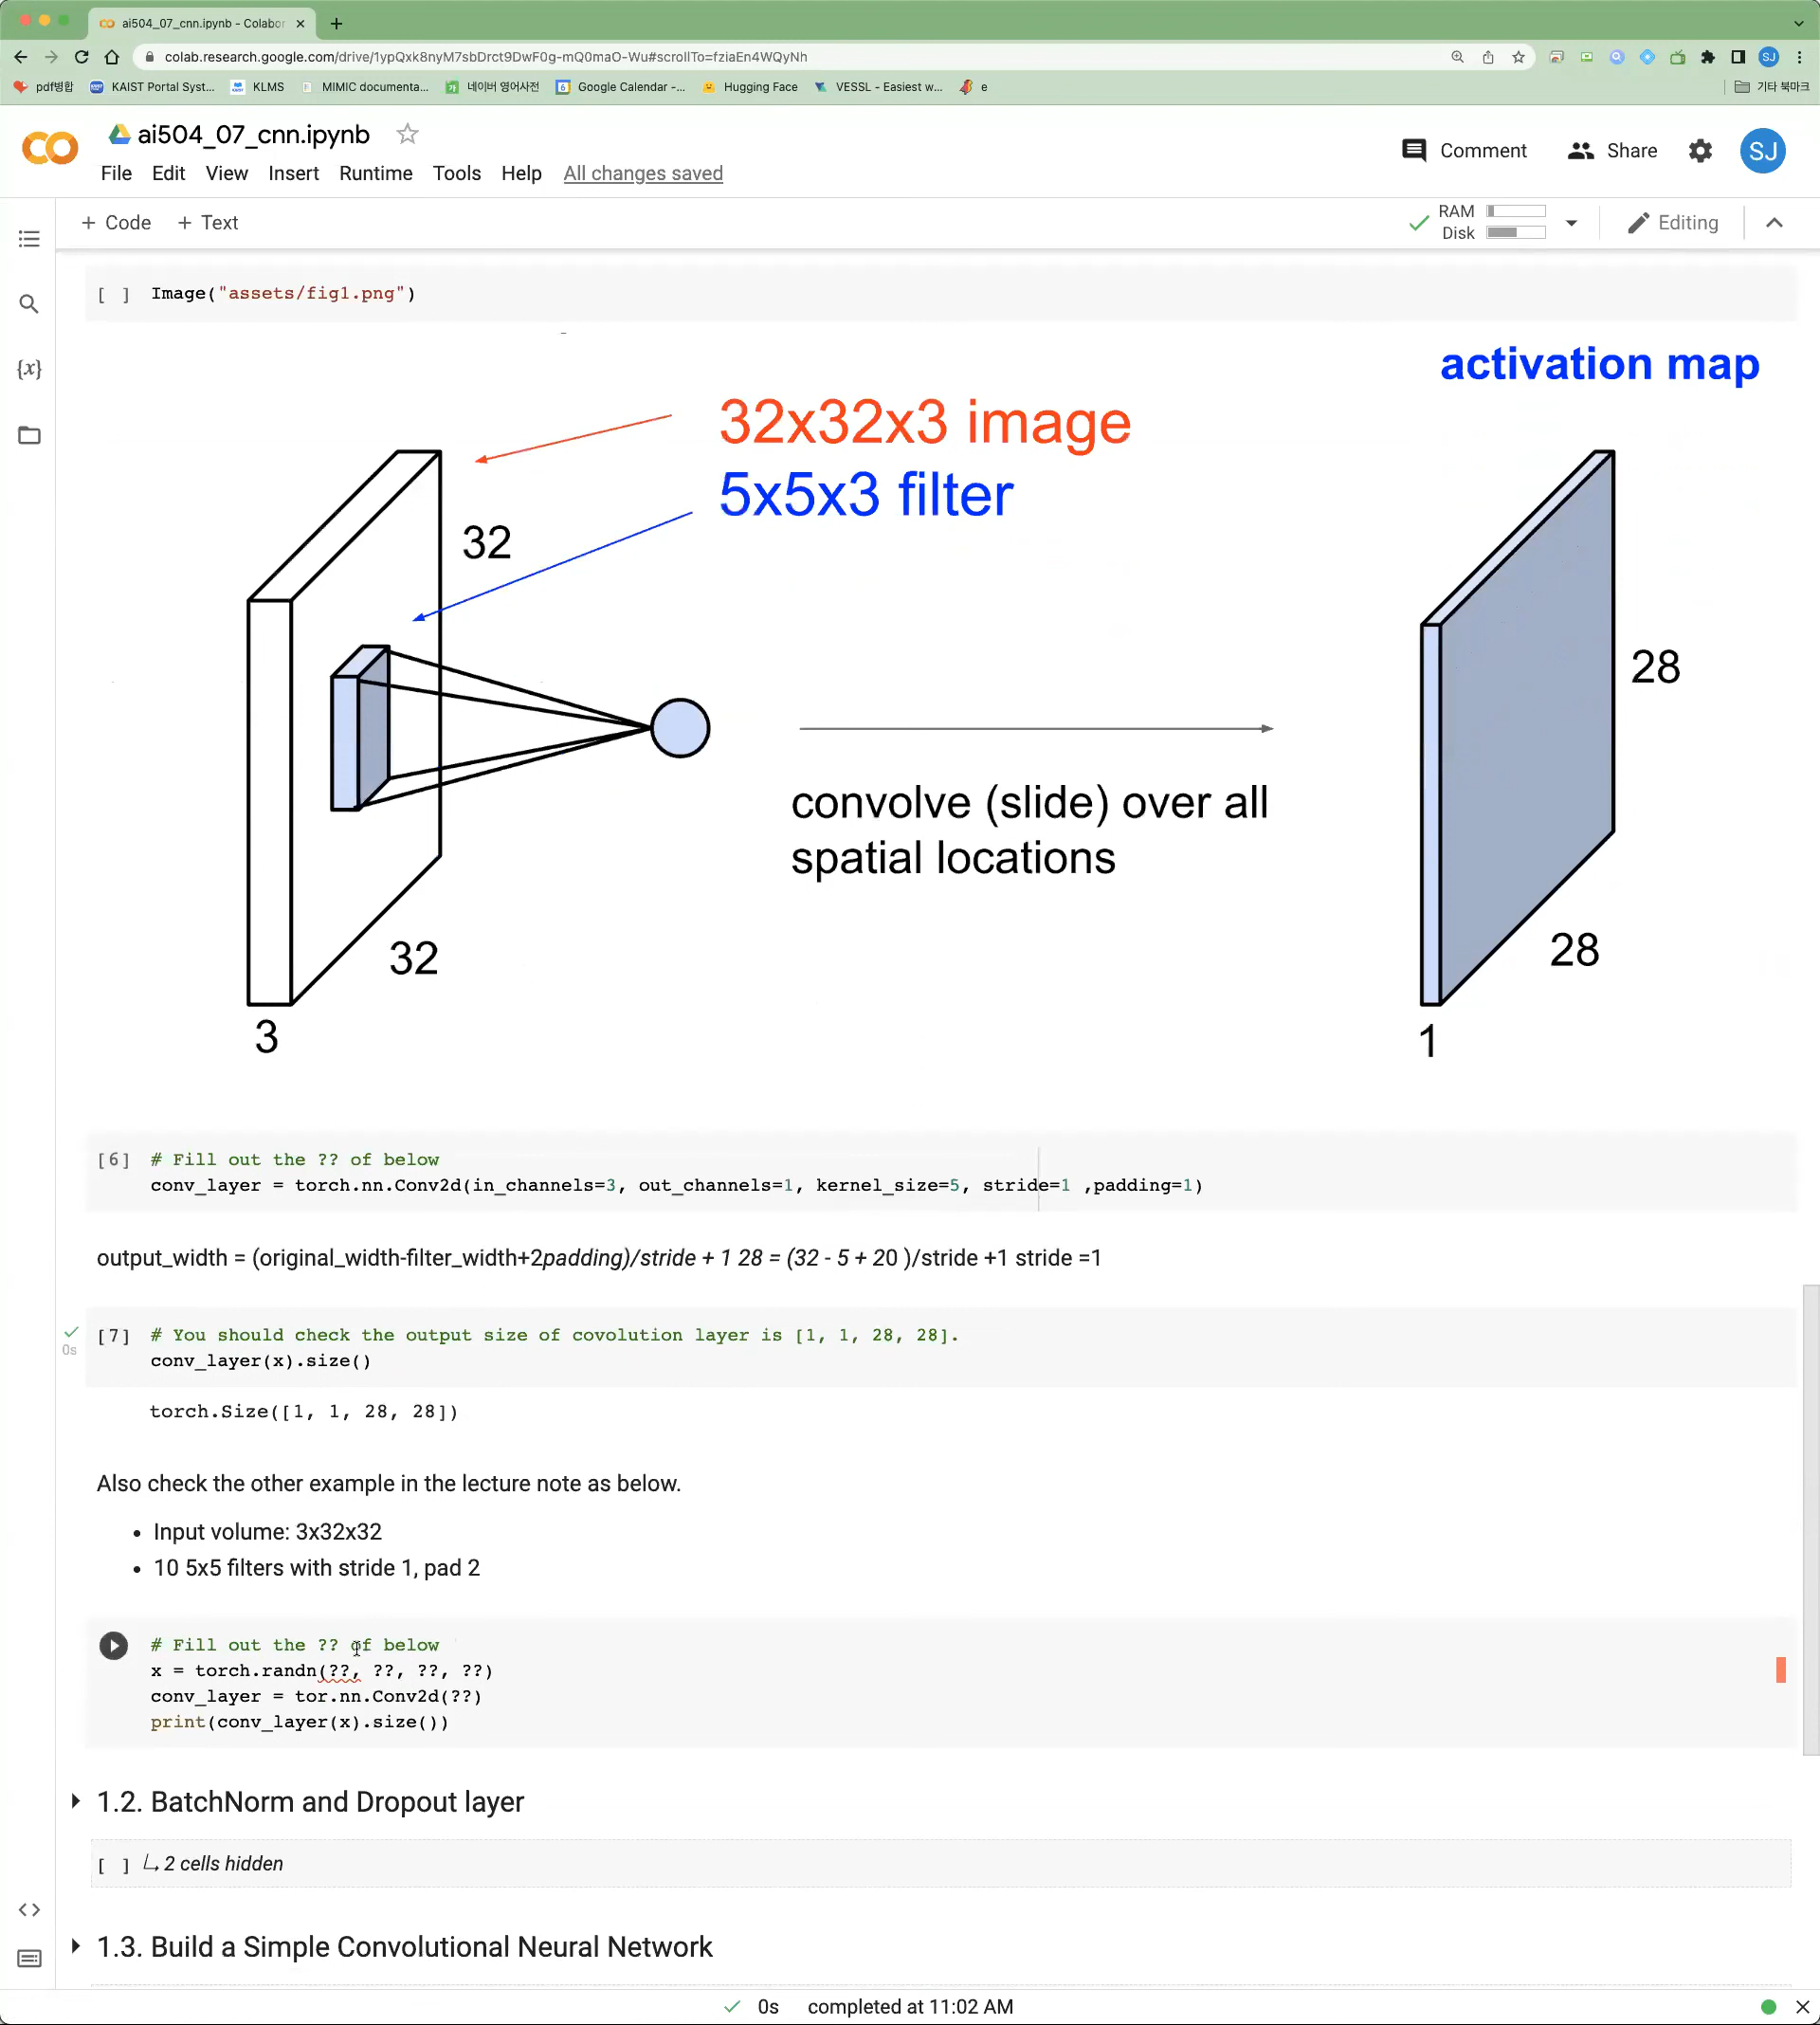 ai504_07_cnn.ipynb - Colabor
colab.research.google.com/drive/1ypQxk8nyM7sbDrct9DwF0g-mQ0maO-Wu#scrollTo=fziaEn4WQyNh
SJ
pdf병합 KAIST Portal Syst... KLMS MIMIC documenta... 네이버 영어사전 Google Calendar -... Hugging Face VESSL - Easiest w... e 기타 북마크
ai504_07_cnn.ipynb
Comment Share SJ
File Edit View Insert Runtime Tools Help All changes saved
+ Code + Text
RAM
Disk
Editing
[ ] Image("assets/fig1.png")
activation map
32x32x3 image
5x5x3 filter
32
28
convolve (slide) over all
spatial locations
32
28
3
1
[6] # Fill out the ?? of below
conv_layer = torch.nn.Conv2d(in_channels=3, out_channels=1, kernel_size=5, stride=1 ,padding=1)
output_width = (original_width-filter_width+2padding)/stride + 1 28 = (32 - 5 + 20 )/stride +1 stride =1
0s
[7] # You should check the output size of covolution layer is [1, 1, 28, 28].
conv_layer(x).size()
torch.Size([1, 1, 28, 28])
Also check the other example in the lecture note as below.
• Input volume: 3x32x32
• 10 5x5 filters with stride 1, pad 2
# Fill out the ?? of below
x = torch.randn(??, ??, ??, ??)
conv_layer = tor.nn.Conv2d(??)
print(conv_layer(x).size())
1.2. BatchNorm and Dropout layer
[ ] 2 cells hidden
1.3. Build a Simple Convolutional Neural Network
0s completed at 11:02 AM